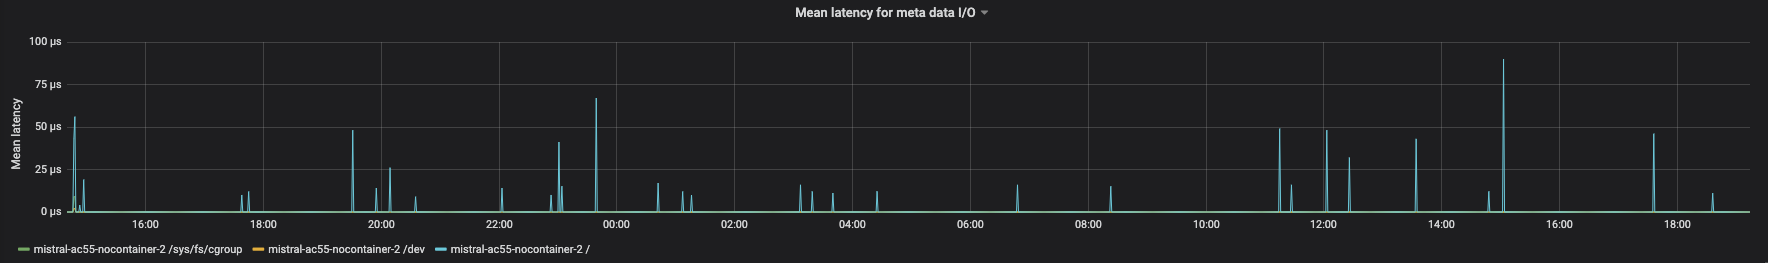 Mean latency for meta data I/O
Mean latency
100 µs
75 µs
50 µs
25 µs
0 µs
16:00 18:00 20:00 22:00 00:00 02:00 04:00 06:00 08:00 10:00 12:00 14:00 16:00 18:00
mistral-ac55-nocontainer-2 /sys/fs/cgroup mistral-ac55-nocontainer-2 /dev mistral-ac55-nocontainer-2 /